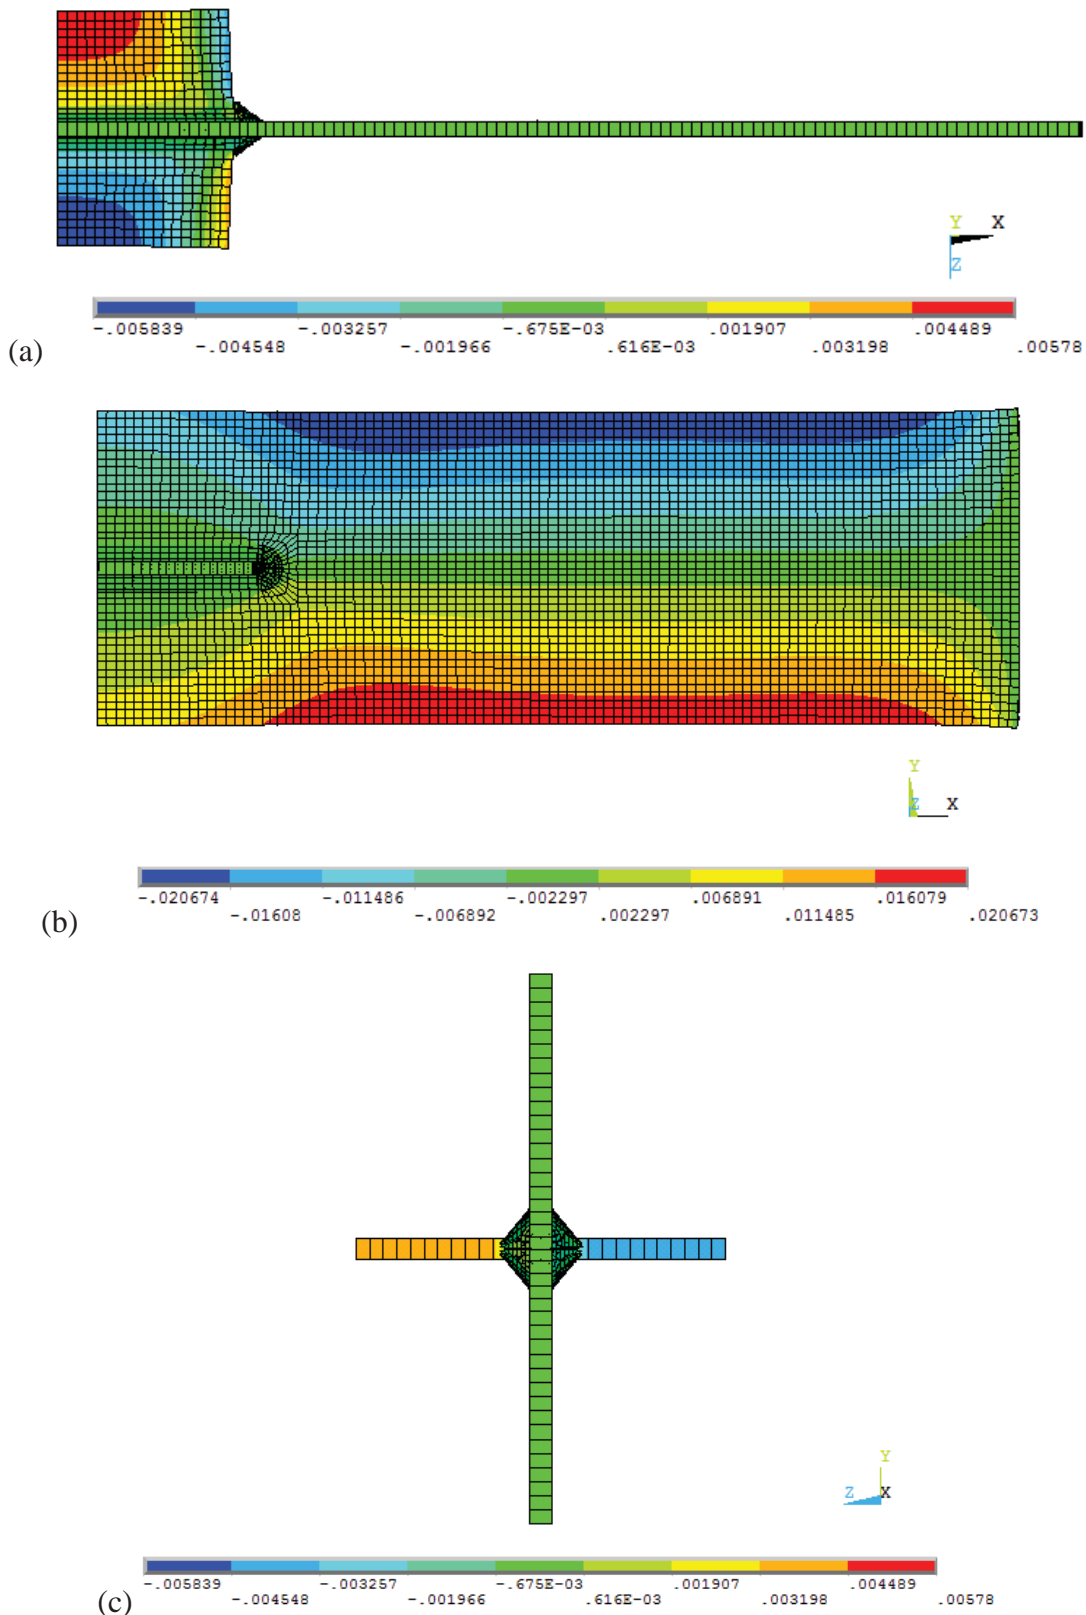 Y X
Z
-.005839 -.003257 -.675E-03 .001907 .004489
-.004548 -.001966 .616E-03 .003198 .00578
(a)
Y
Z X
-.020674 -.011486 -.002297 .006891 .016079
-.01608 -.006892 .002297 .011485 .020673
(b)
Y
Z X
-.005839 -.003257 -.675E-03 .001907 .004489
-.004548 -.001966 .616E-03 .003198 .00578
(c)